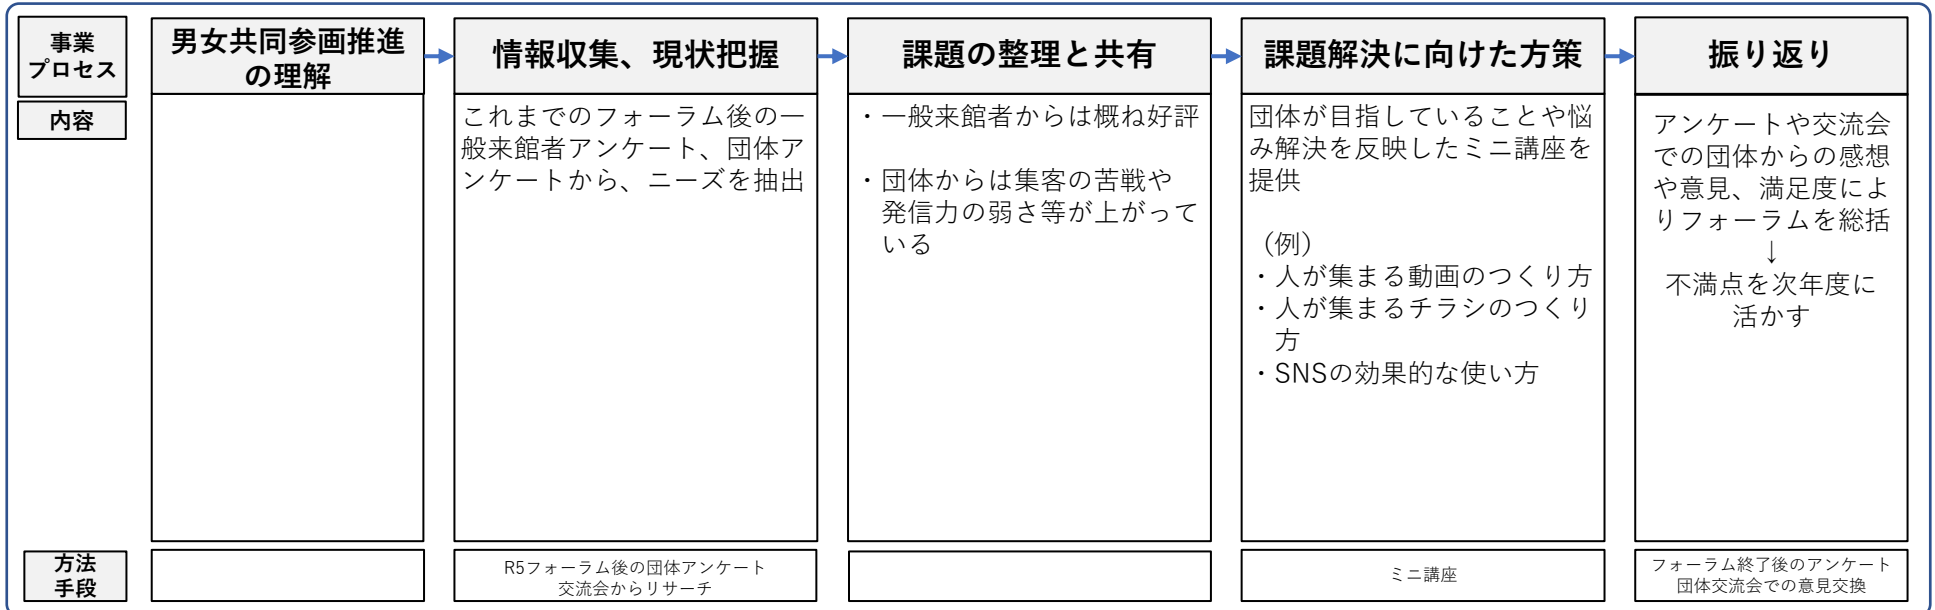 事業
プロセス
男女共同参画推進
の理解
情報収集、現状把握
課題の整理と共有
課題解決に向けた方策
振り返り
内容
これまでのフォーラム後の一
般来館者アンケート、団体ア
ンケートから、ニーズを抽出
・一般来館者からは概ね好評
・団体からは集客の苦戦や
発信力の弱さ等が上がって
いる
団体が目指していることや悩
み解決を反映したミニ講座を
提供
（例）
・人が集まる動画のつくり方
・人が集まるチラシのつくり
方
・SNSの効果的な使い方
アンケートや交流会
での団体からの感想
や意見、満足度によ
りフォーラムを総括
↓
不満点を次年度に
活かす
方法
手段
R5フォーラム後の団体アンケート
交流会からリサーチ
ミニ講座
フォーラム終了後のアンケート
団体交流会での意見交換